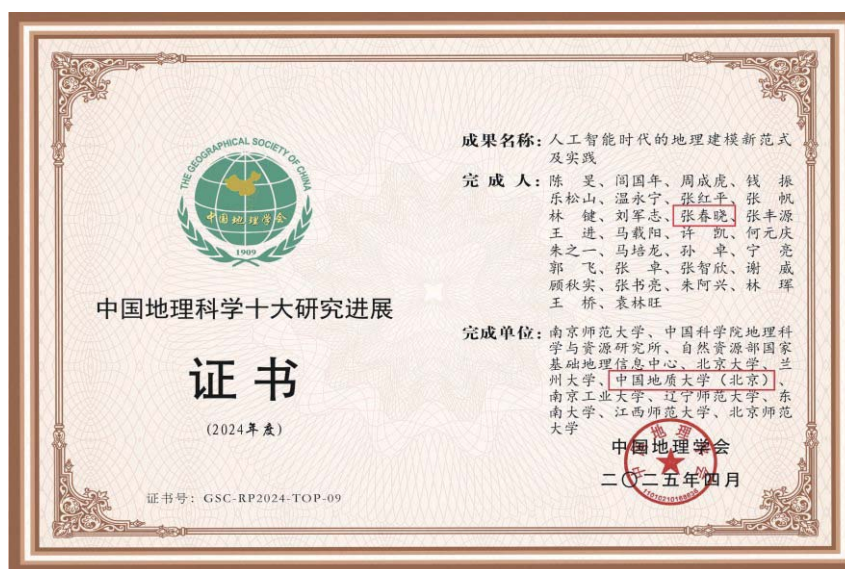 THE GEOGRAPHICAL SOCIETY OF CHINA
中国地理学会
1909
中国地理科学十大研究进展
证书
(2024年度)
证书号：GSC-RP2024-TOP-09
成果名称：人工智能时代的地理建模新范式
及实践
完成人：陈 旻、闾国年、周成虎、钱 振
乐松山、温永宁、张红平、张 帆
林 键、刘军志、张春晓、张丰源
王 进、马载阳、许 凯、何元庆
朱之一、马培龙、孙 卓、宁 亮
郭 飞、张 卓、张智欣、谢 威
顾秋实、张书亮、朱阿兴、林 珲
王 桥、袁林旺
完成单位：南京师范大学、中国科学院地理科
学与资源研究所、自然资源部国家
基础地理信息中心、北京大学、兰
州大学、中国地质大学（北京）、
南京工业大学、辽宁师范大学、东
南大学、江西师范大学、北京师范
大学
中国地理学会
二〇二五年四月
中国地理学会